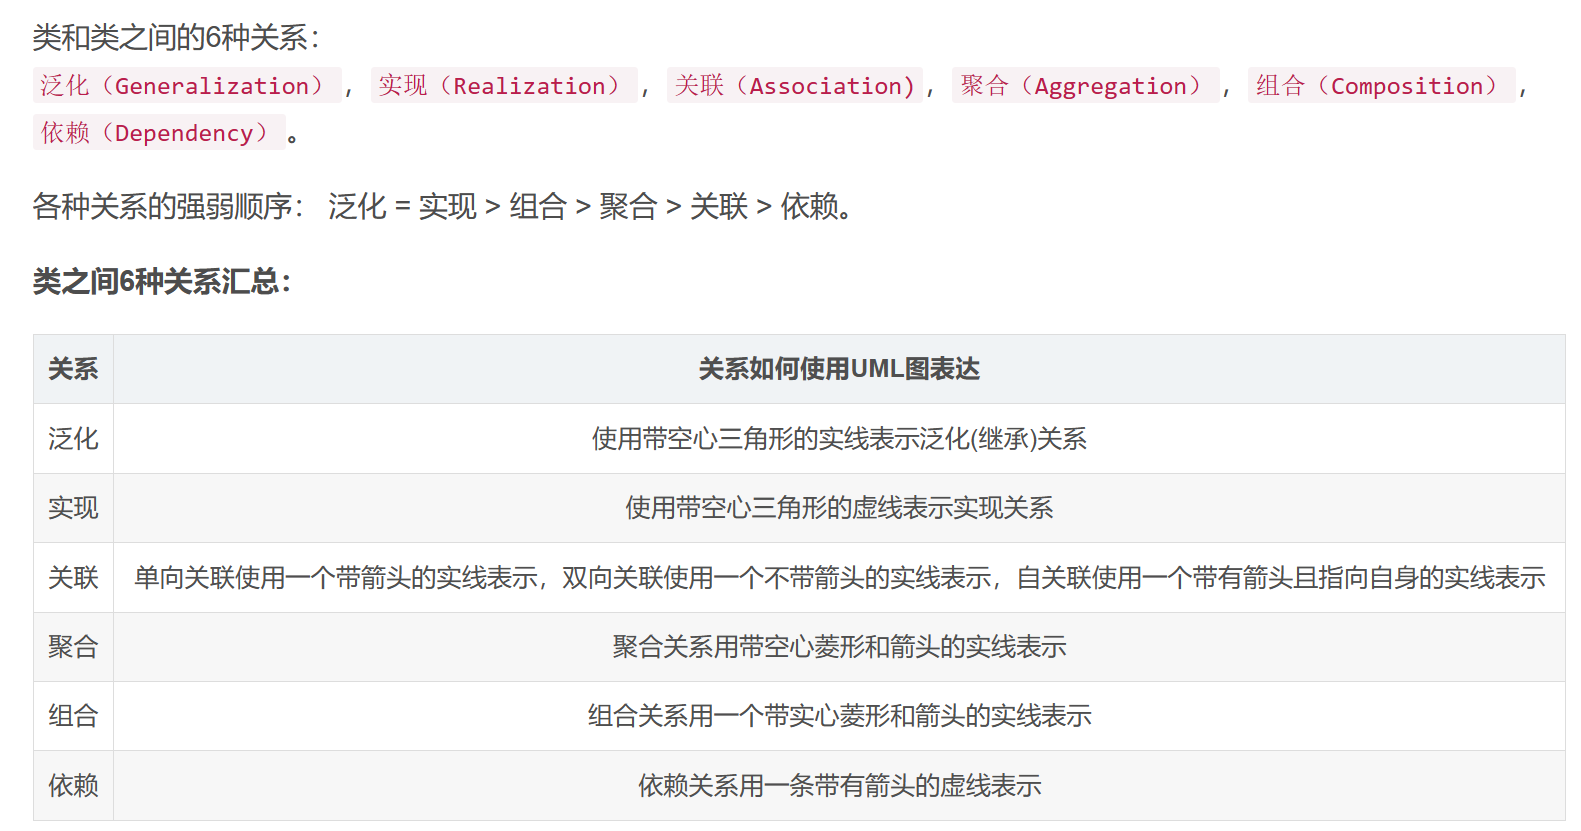 类和类之间的6种关系：
泛化（Generalization），实现（Realization），关联（Association)，聚合（Aggregation），组合（Composition），
依赖（Dependency）。
各种关系的强弱顺序： 泛化 = 实现 > 组合 > 聚合 > 关联 > 依赖。
类之间6种关系汇总：
关系 关系如何使用UML图表达
泛化 使用带空心三角形的实线表示泛化(继承)关系
实现 使用带空心三角形的虚线表示实现关系
关联 单向关联使用一个带箭头的实线表示，双向关联使用一个不带箭头的实线表示，自关联使用一个带有箭头且指向自身的实线表示
聚合 聚合关系用带空心菱形和箭头的实线表示
组合 组合关系用一个带实心菱形和箭头的实线表示
依赖 依赖关系用一条带有箭头的虚线表示